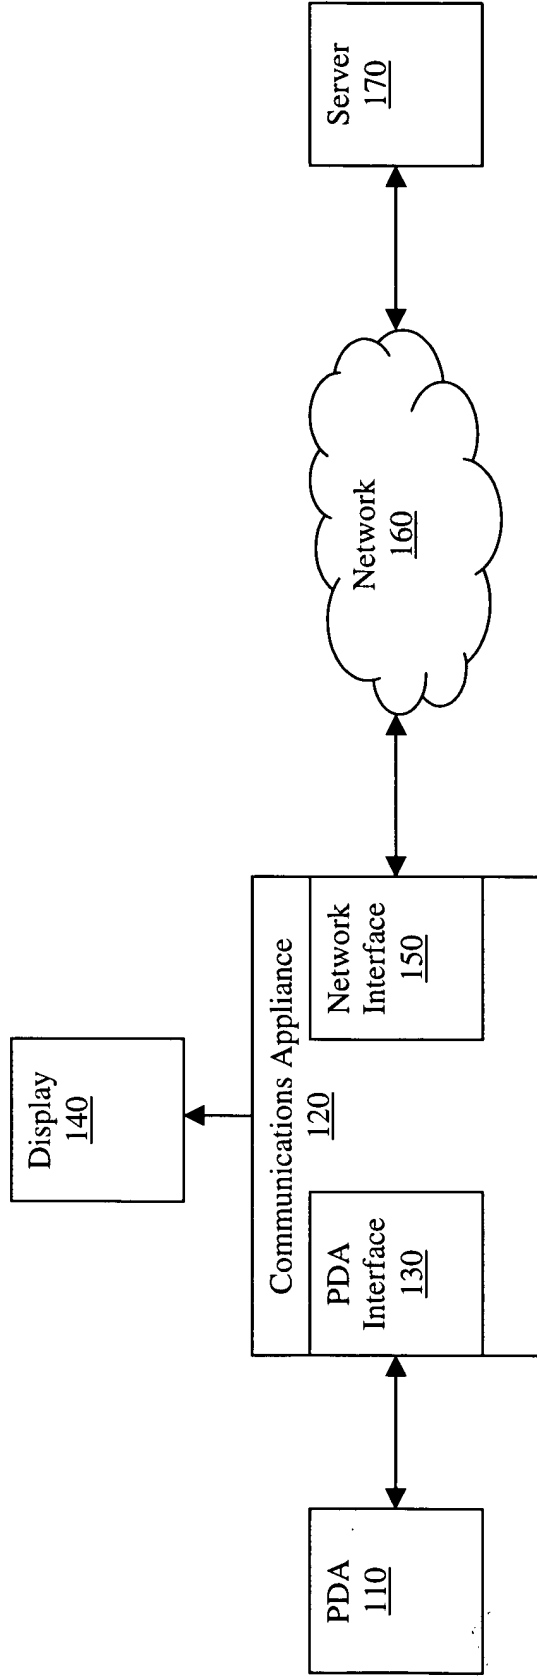 Display
140
Communications Appliance
120
PDA
110
PDA
Interface
130
Network
Interface
150
Network
160
Server
170